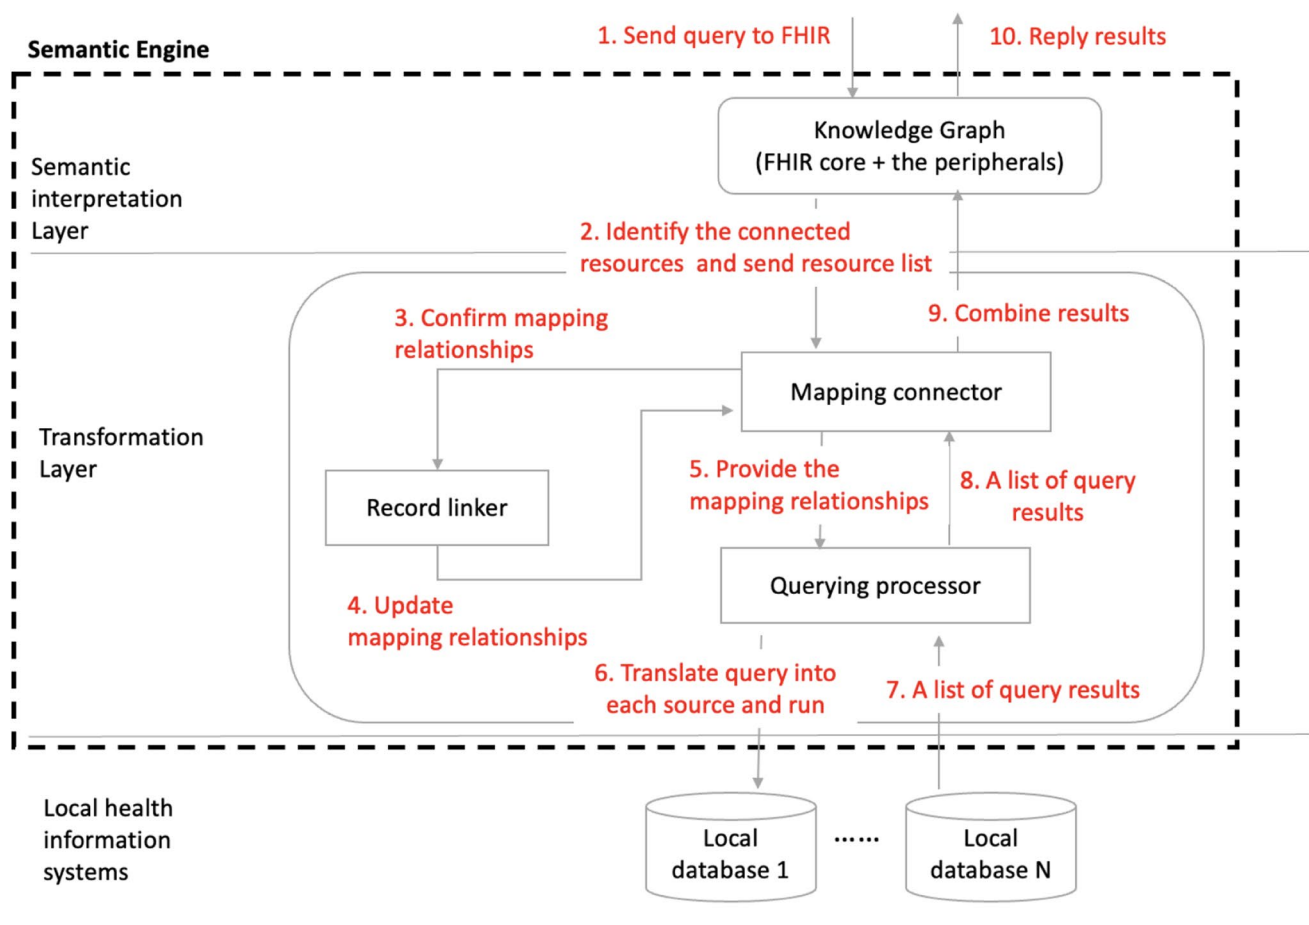 1. Send query to FHIR
10. Reply results
Semantic Engine
Knowledge Graph
(FHIR core + the peripherals)
Semantic
interpretation
Layer
2. Identify the connected
resources and send resource list
3. Confirm mapping
relationships
9. Combine results
Mapping connector
Transformation
Layer
5. Provide the
mapping relationships
8. A list of query
results
Record linker
Querying processor
4. Update
mapping relationships
6. Translate query into
each source and run
7. A list of query results
Local health
information
systems
Local
database 1
......
Local
database N